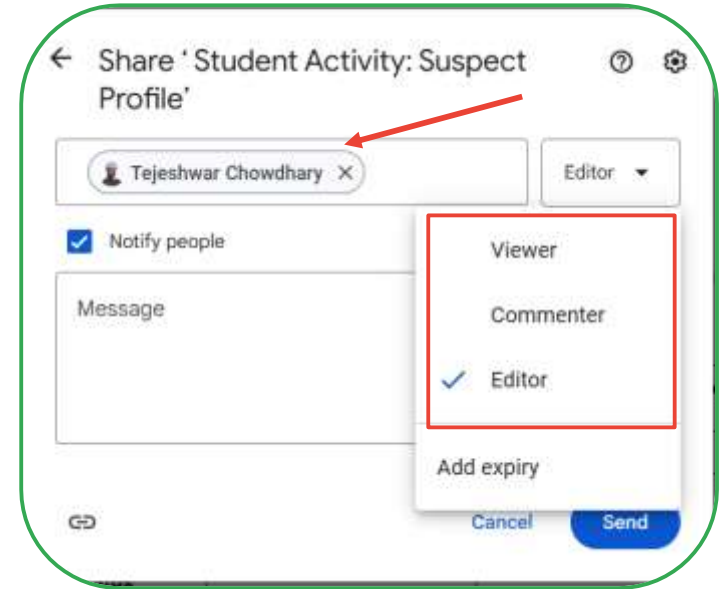 Share ‘ Student Activity: Suspect
Profile’
Tejeshwar Chowdhary
Editor
Notify people
Viewer
Message
Commenter
Editor
Add expiry
Cancel
Send